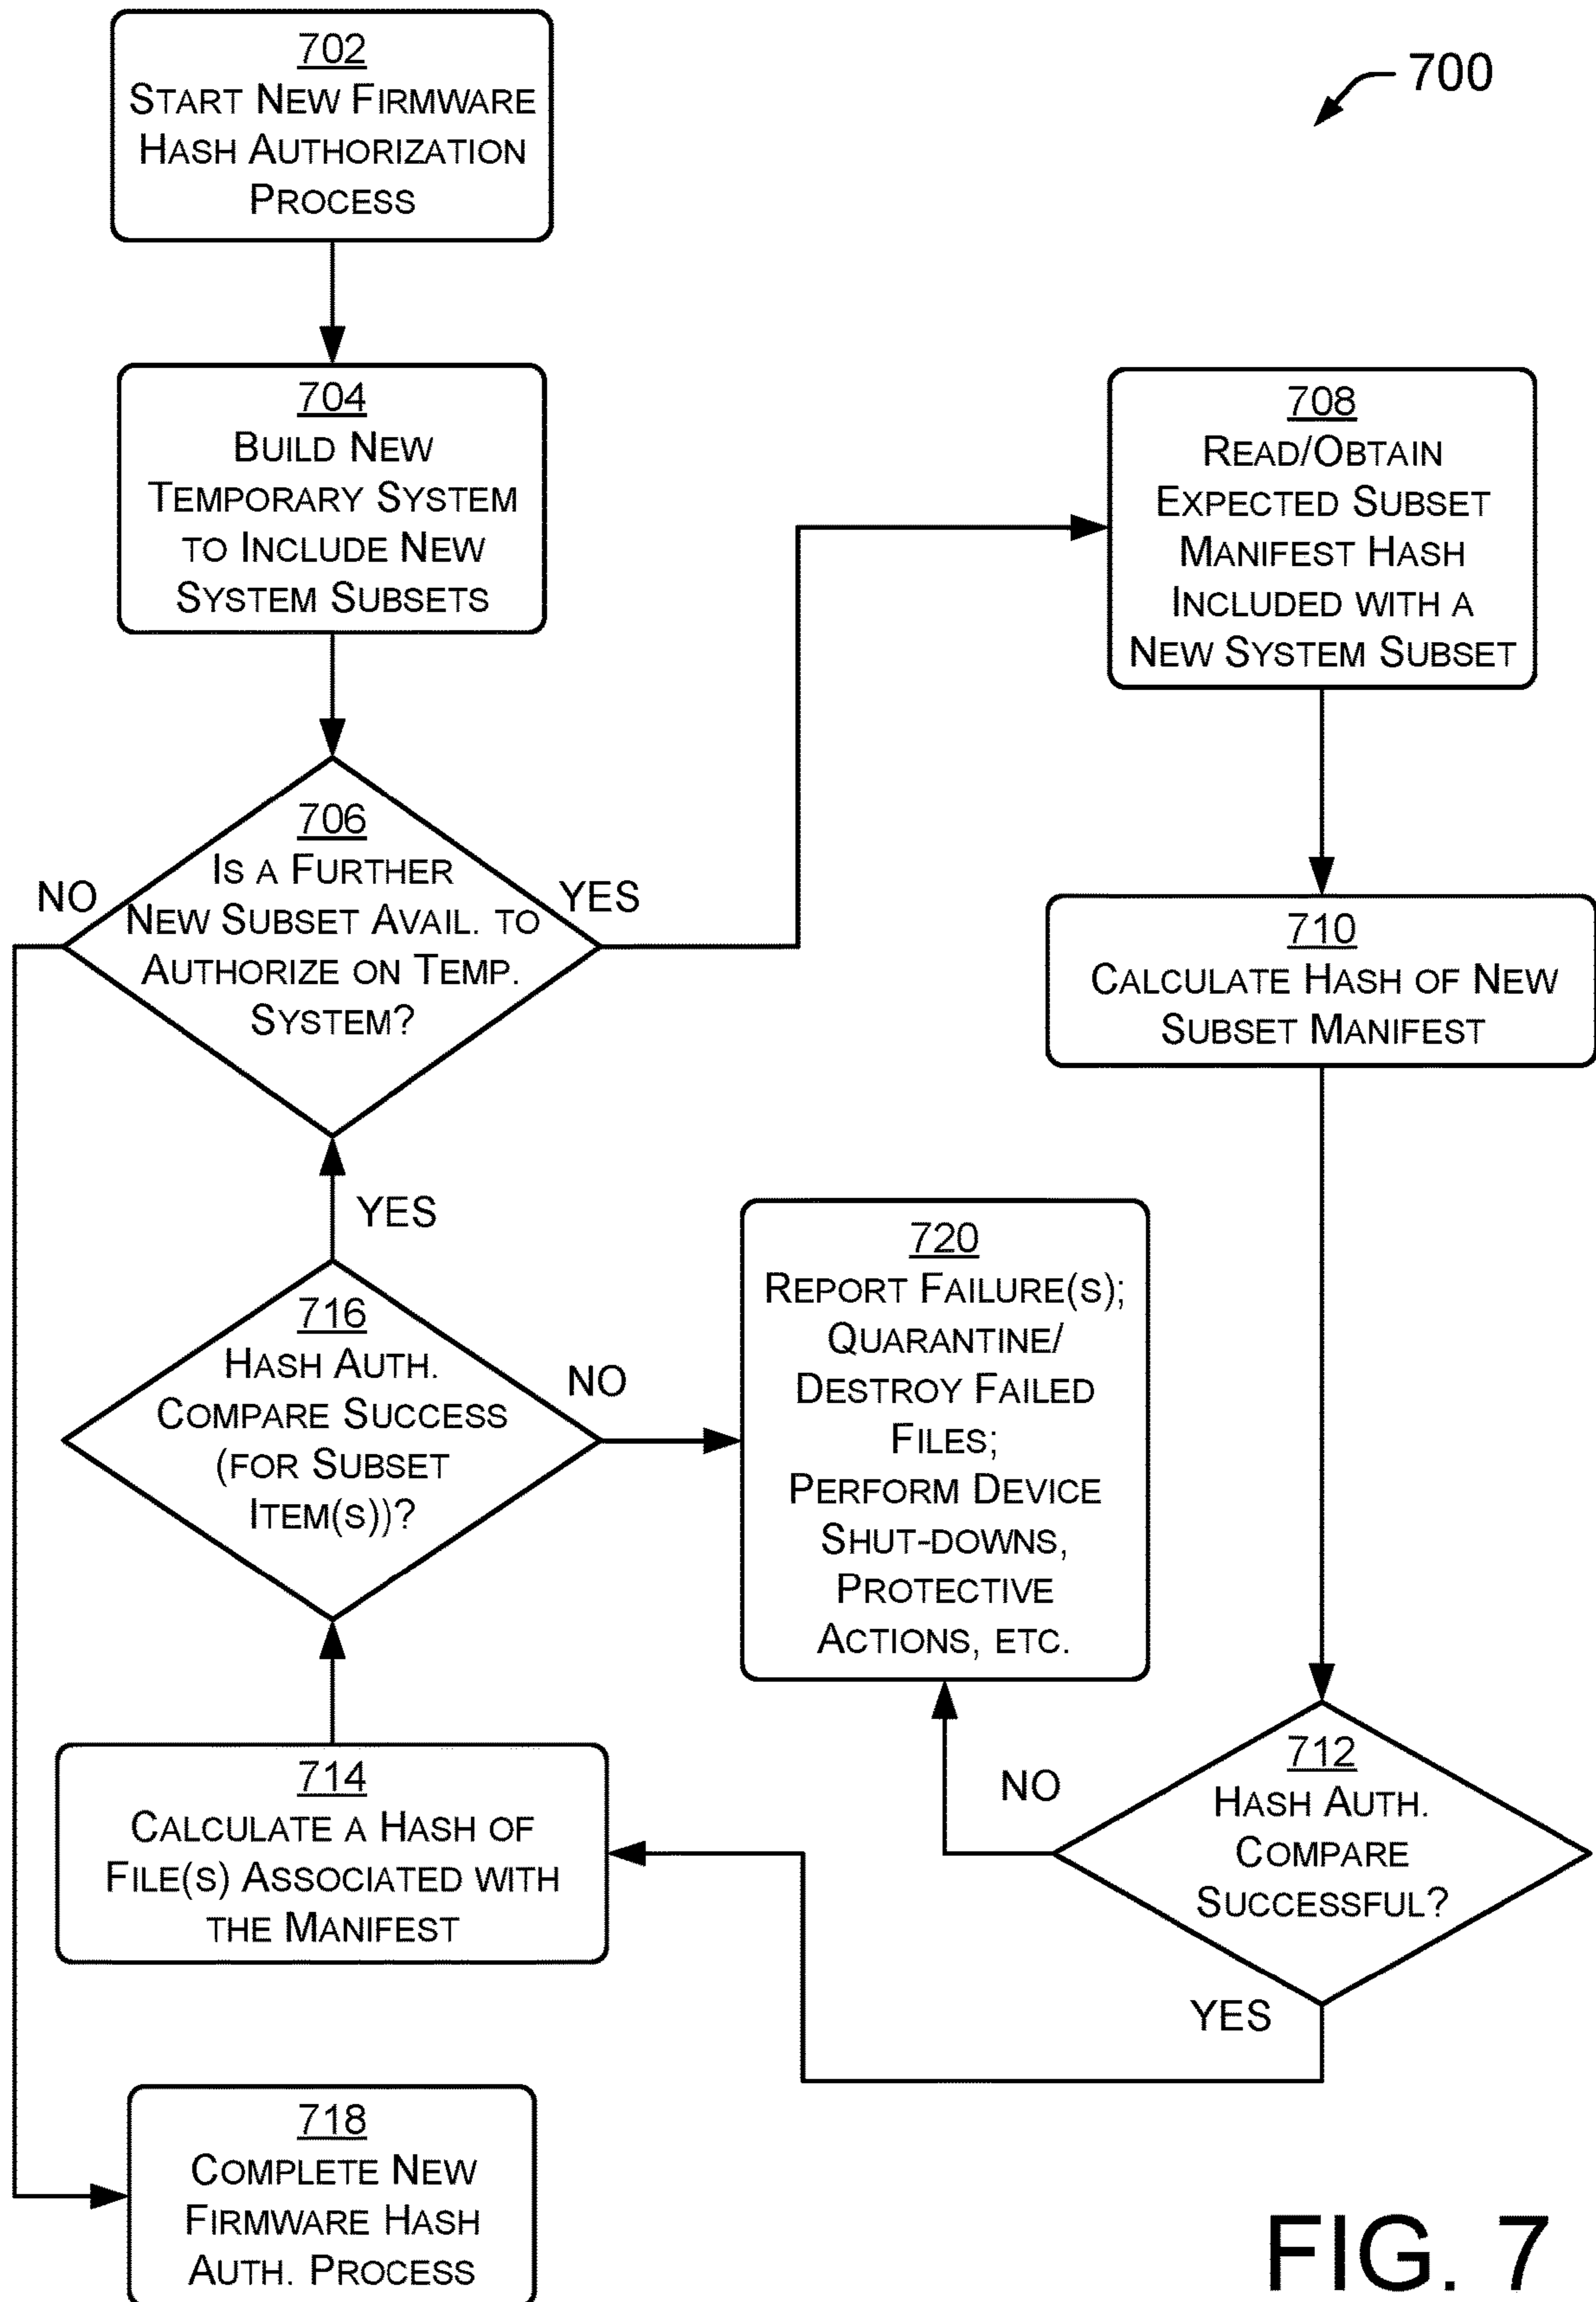 700
702
START NEW FIRMWARE
HASH AUTHORIZATION
PROCESS
704
BUILD NEW
TEMPORARY SYSTEM
TO INCLUDE NEW
SYSTEM SUBSETS
706
IS A FURTHER
NEW SUBSET AVAIL. TO
AUTHORIZE ON TEMP.
SYSTEM?
NO
YES
708
READ/OBTAIN
EXPECTED SUBSET
MANIFEST HASH
INCLUDED WITH A
NEW SYSTEM SUBSET
710
CALCULATE HASH OF NEW
SUBSET MANIFEST
712
HASH AUTH.
COMPARE
SUCCESSFUL?
NO
YES
714
CALCULATE A HASH OF
FILE(S) ASSOCIATED WITH
THE MANIFEST
716
HASH AUTH.
COMPARE SUCCESS
(FOR SUBSET
ITEM(S))?
YES
NO
720
REPORT FAILURE(S);
QUARANTINE/
DESTROY FAILED
FILES;
PERFORM DEVICE
SHUT-DOWNS,
PROTECTIVE
ACTIONS, ETC.
718
COMPLETE NEW
FIRMWARE HASH
AUTH. PROCESS
FIG. 7